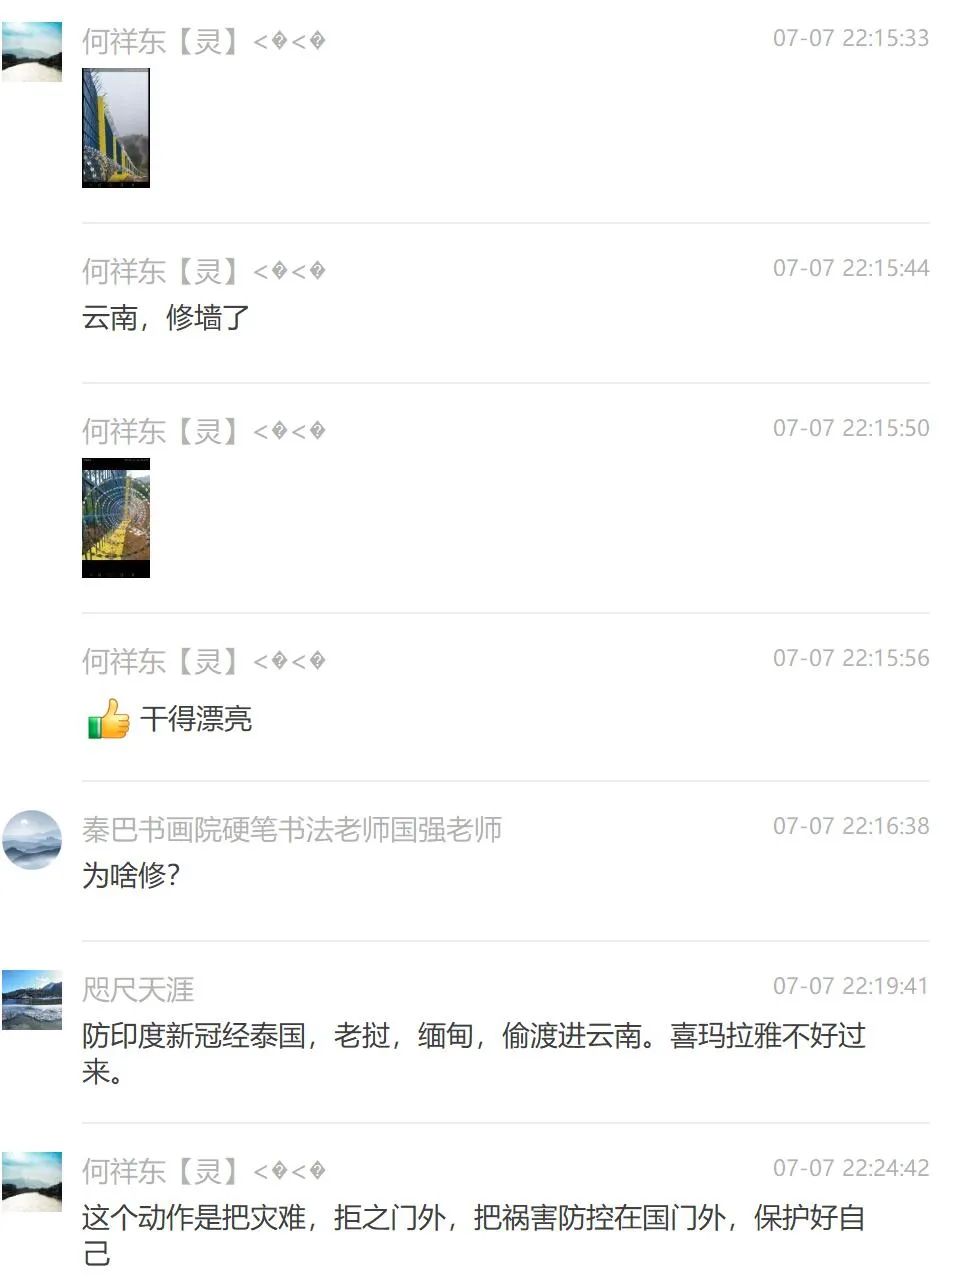 何祥东【灵】<�<�
07-07 22:15:33
何祥东【灵】<�<�
07-07 22:15:44
云南，修墙了
何祥东【灵】<�<�
07-07 22:15:50
何祥东【灵】<�<�
07-07 22:15:56
干得漂亮
秦巴书画院硬笔书法老师国强老师
07-07 22:16:38
为啥修？
咫尺天涯
07-07 22:19:41
防印度新冠经泰国，老挝，缅甸，偷渡进云南。喜玛拉雅不好过
来。
何祥东【灵】<�<�
07-07 22:24:42
这个动作是把灾难，拒之门外，把祸害防控在国门外，保护好自
己